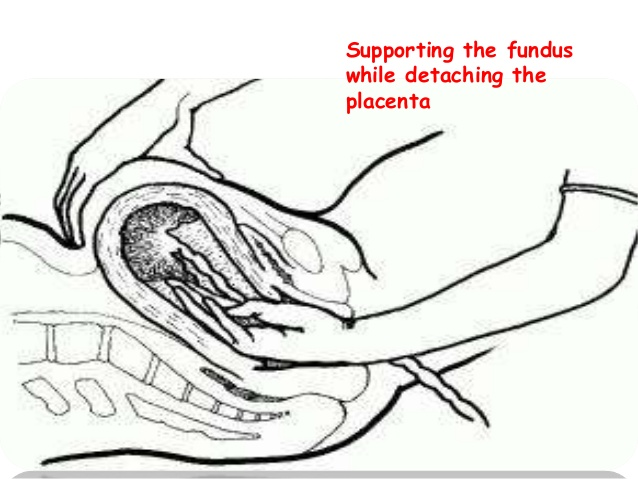 Supporting the fundus
while detaching the
placenta